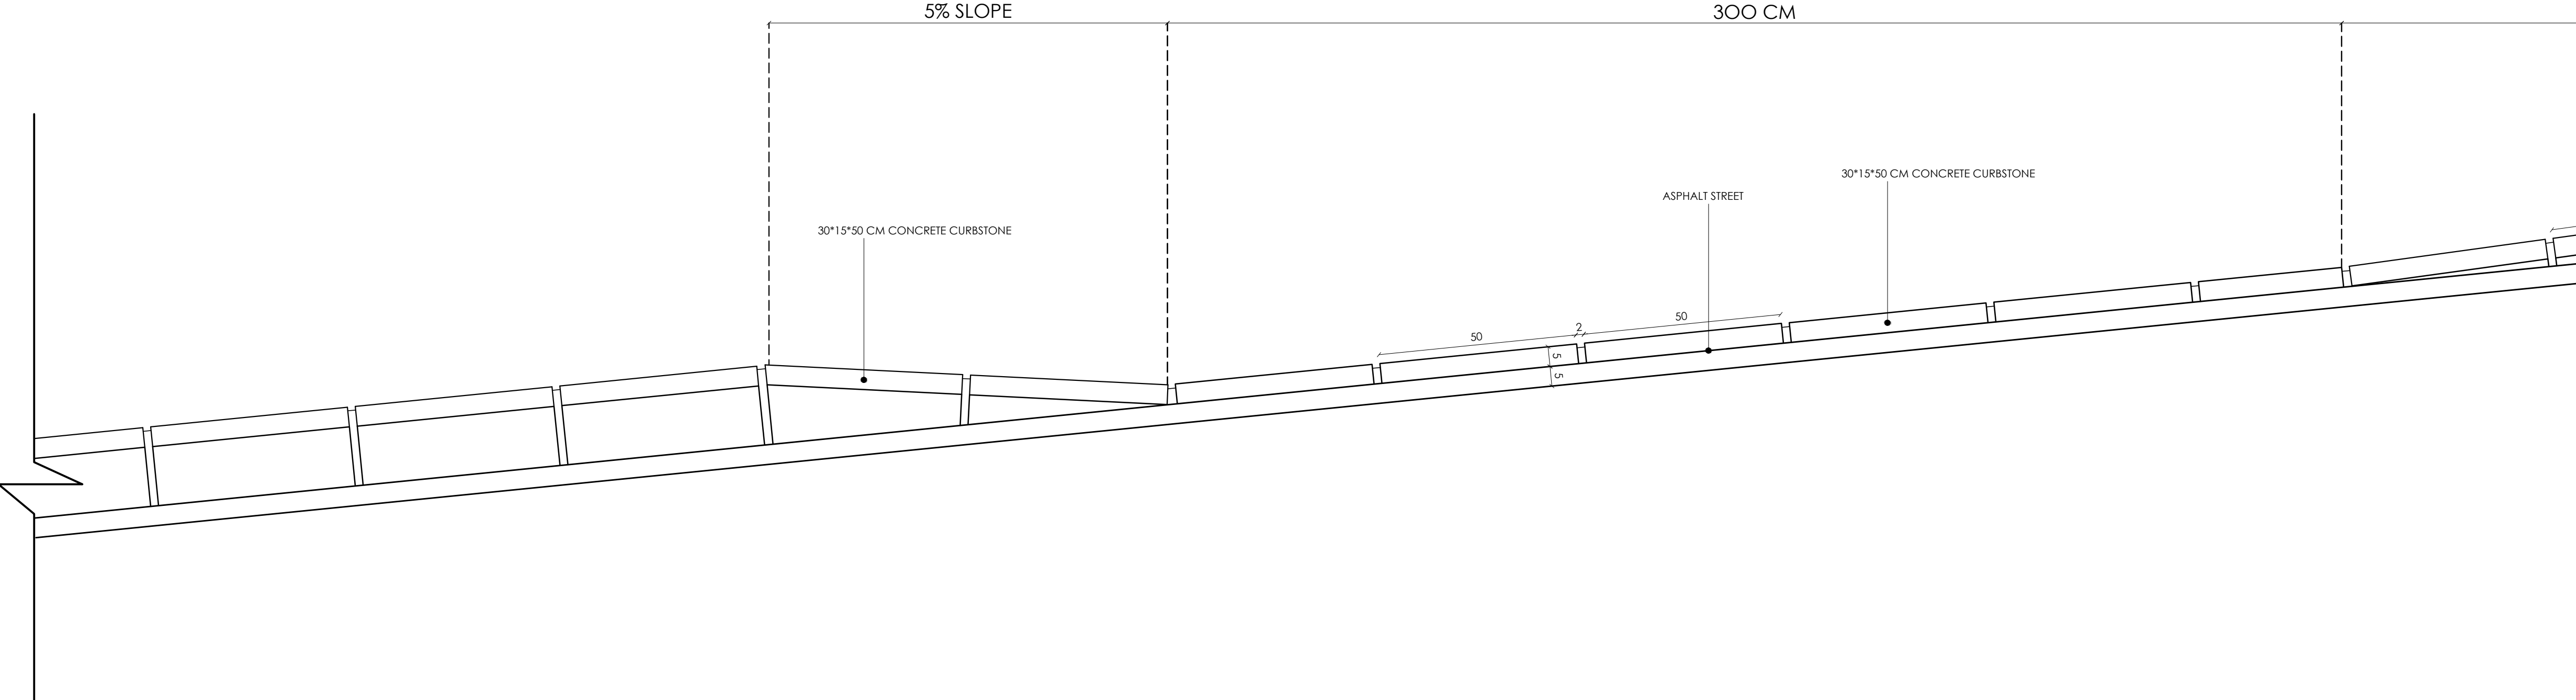 5% SLOPE
3OO CM
30*15*50 CM CONCRETE CURBSTONE
ASPHALT STREET
30*15*50 CM CONCRETE CURBSTONE
50
2
50
5
5